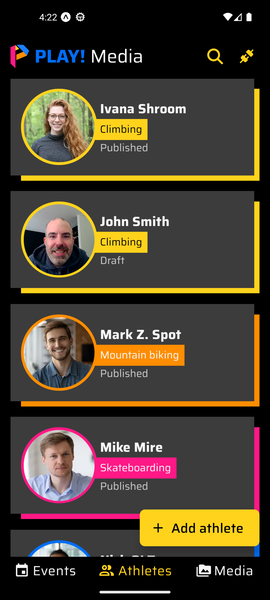 4:22
PLAY! Media
Ivana Shroom
Climbing
Published
John Smith
Climbing
Draft
Mark Z. Spot
Mountain biking
Published
Mike Mire
Skateboarding
Published
+ Add athlete
Events
Athletes
Media